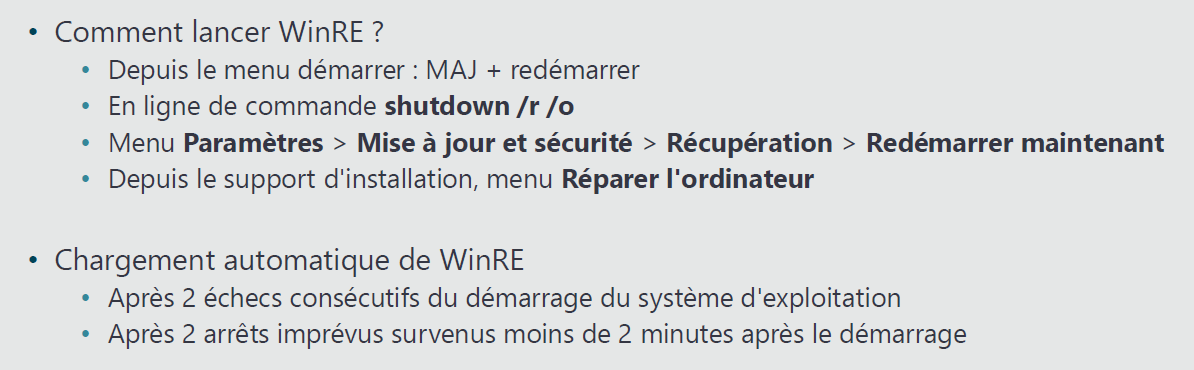 • Comment lancer WinRE ?
• Depuis le menu démarrer : MAJ + redémarrer
• En ligne de commande shutdown /r /o
• Menu Paramètres > Mise à jour et sécurité > Récupération > Redémarrer maintenant
• Depuis le support d'installation, menu Réparer l'ordinateur
• Chargement automatique de WinRE
• Après 2 échecs consécutifs du démarrage du système d'exploitation
• Après 2 arrêts imprévus survenus moins de 2 minutes après le démarrage